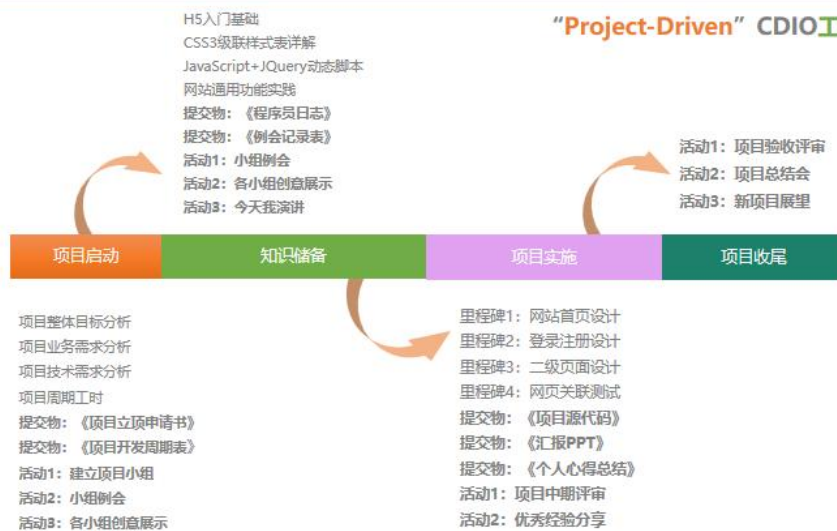 “Project-Driven” CDIO工
H5入门基础
CSS3级联样式表详解
JavaScript+JQuery动态脚本
网站通用功能实践
提交物：《程序员日志》
提交物：《例会记录表》
活动1：小组例会
活动2：各小组创意展示
活动3：今天我演讲
活动1：项目验收评审
活动2：项目总结会
活动3：新项目展望
项目启动
知识储备
项目实施
项目收尾
项目整体目标分析
项目业务需求分析
项目技术需求分析
项目周期工时
提交物：《项目立项申请书》
提交物：《项目开发周期表》
活动1：建立项目小组
活动2：小组例会
活动3：各小组创意展示
里程碑1：网站首页设计
里程碑2：登录注册设计
里程碑3：二级页面设计
里程碑4：网页关联测试
提交物：《项目源代码》
提交物：《汇报PPT》
提交物：《个人心得总结》
活动1：项目中期评审
活动2：优秀经验分享